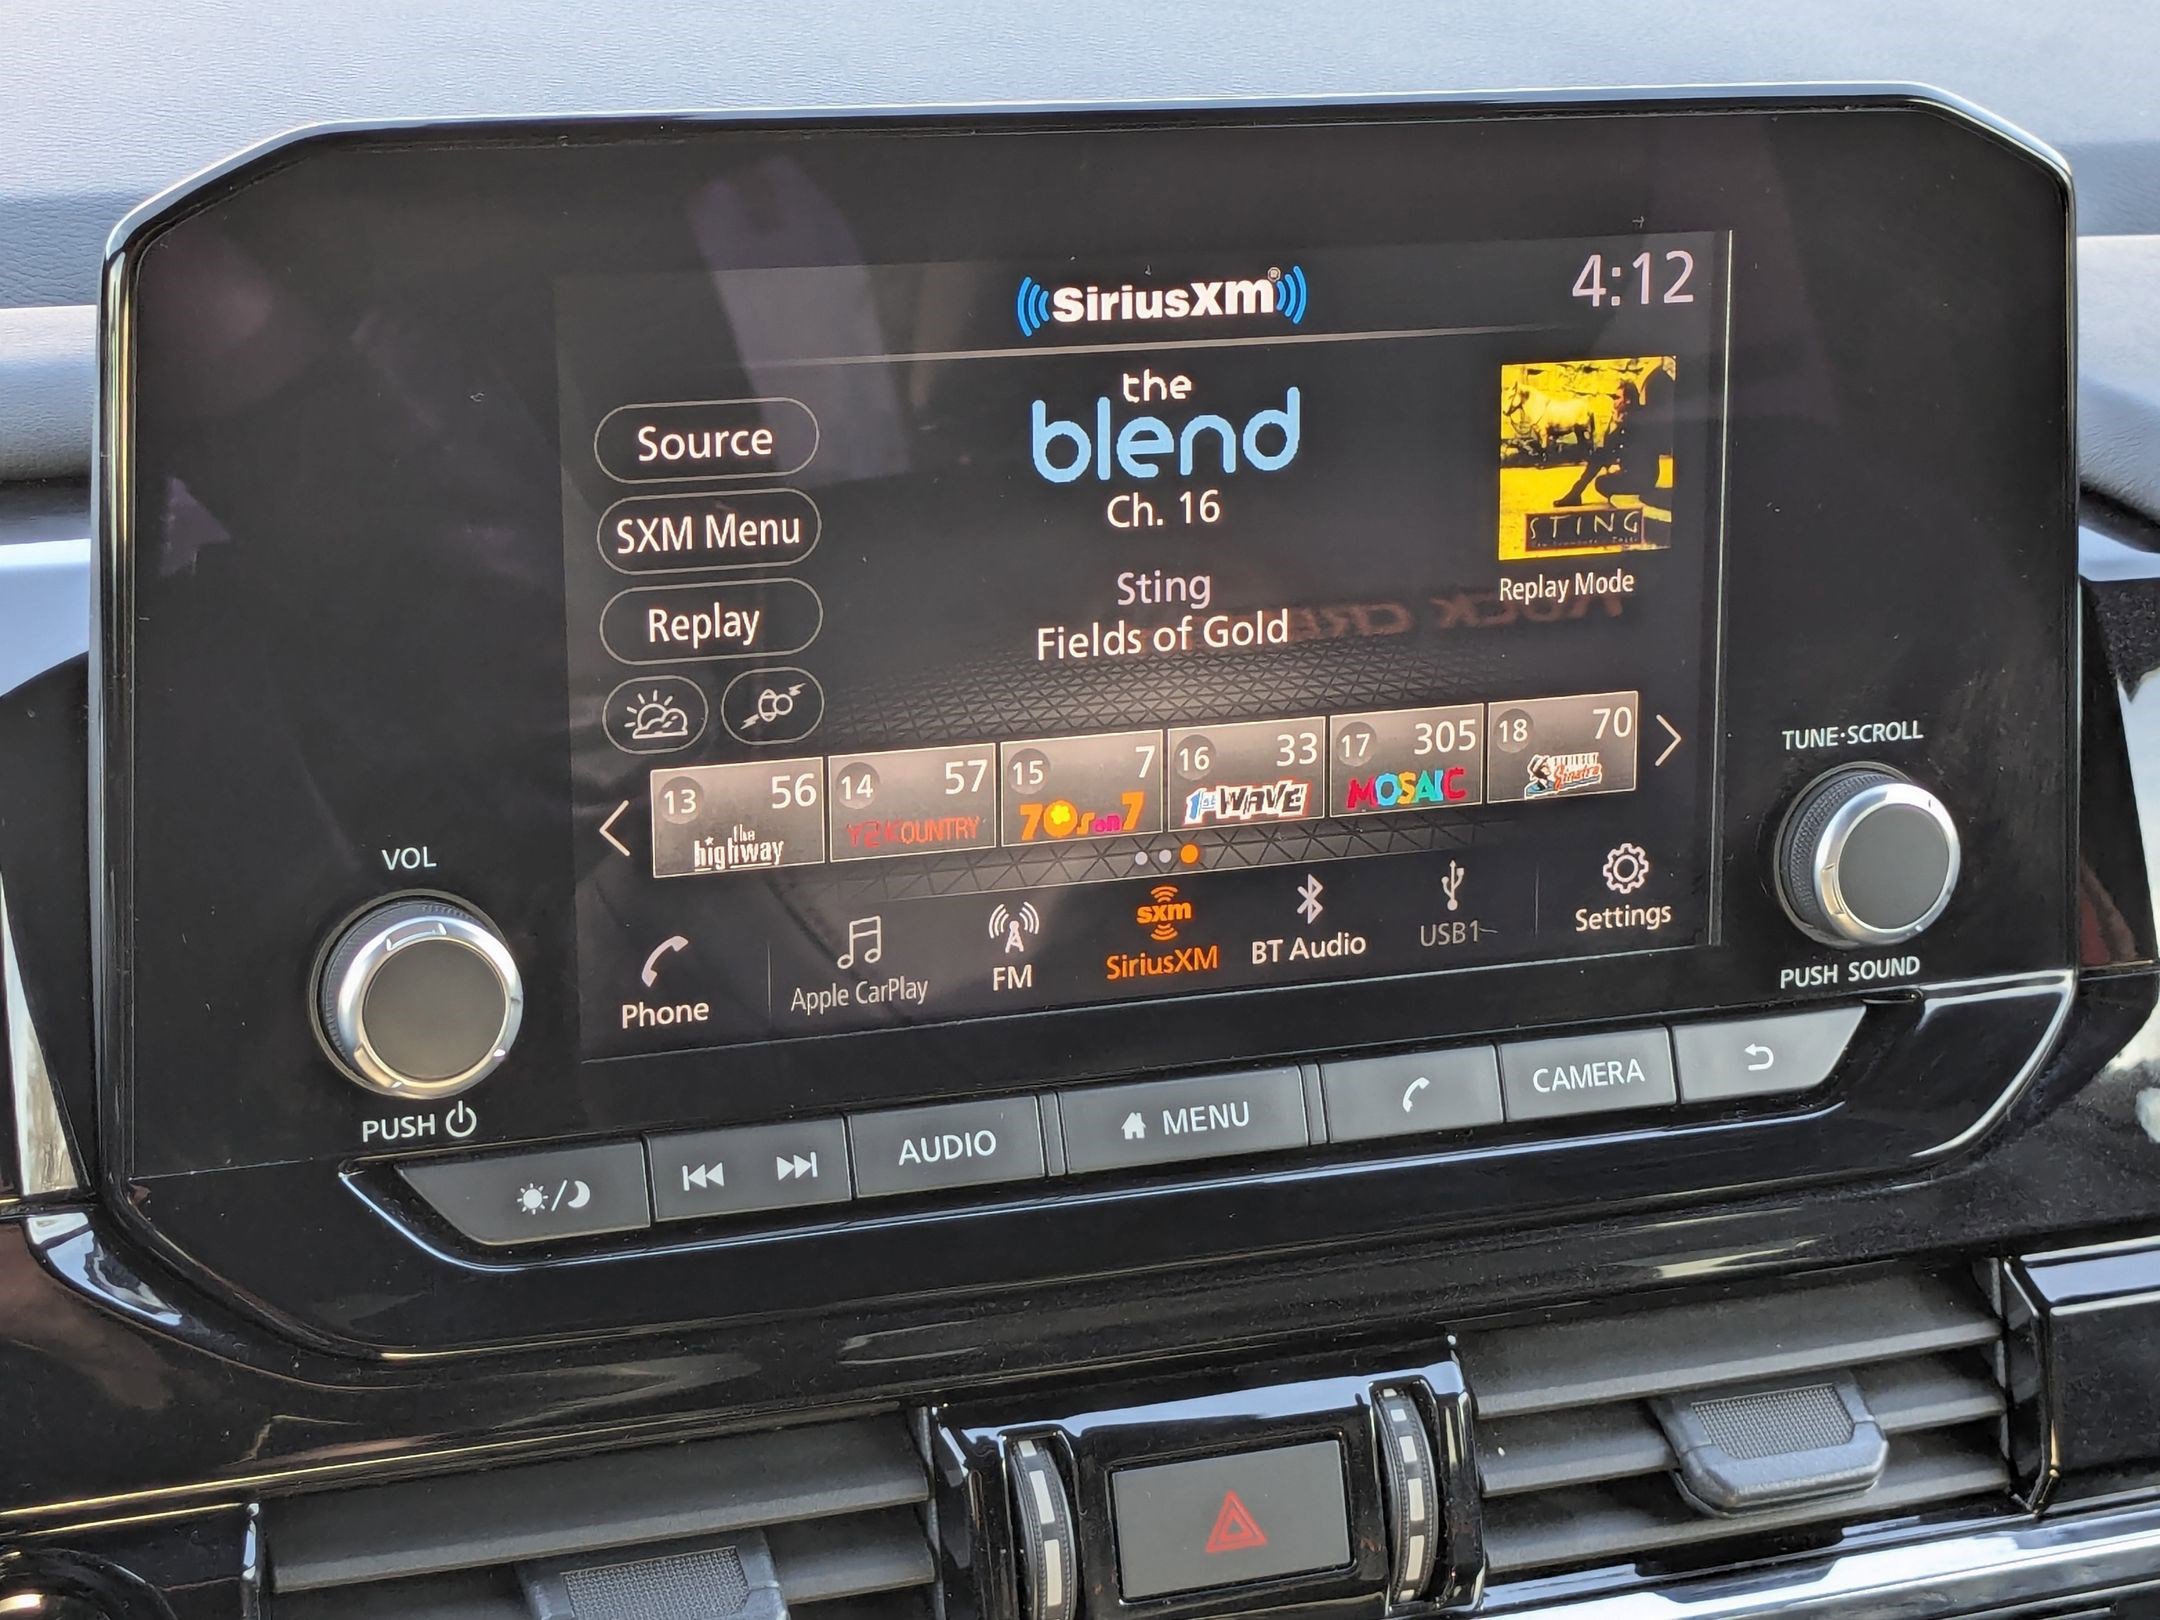 SiriusXM®
4:12
the
blend
Ch. 16
Source
SXM Menu
Replay
STING
Replay Mode
Sting
Fields of Gold
13 56
the
highway
14 57
Y2KOUNTRY
15 7
70s on 7
16 33
1st WAVE
17 305
MOSAIC
18 70
Sinatra
Phone
Apple CarPlay
FM
sxm
SiriusXM
BT Audio
USB1
Settings
VOL
PUSH
TUNE·SCROLL
PUSH SOUND
AUDIO
MENU
CAMERA